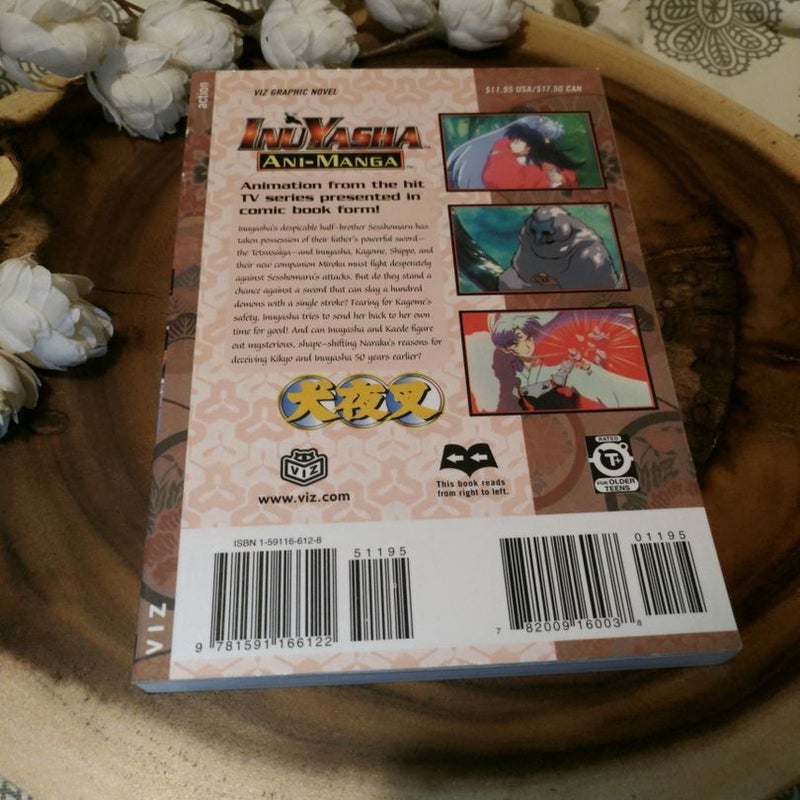 action
VIZ GRAPHIC NOVEL
$11.95 USA/$17.50 CAN
INUYASHA
ANI-MANGA™
Animation from the hit
TV series presented in
comic book form!
Inuyasha's despicable half-brother Sesshomaru has
taken possession of their father's powerful sword—
the Tetsusaiga—and Inuyasha, Kagome, Shippo, and
their new companion Miroku must fight desperately
against Sesshomaru's attacks. But do they stand a
chance against a sword that can slay a hundred
demons with a single stroke? Fearing for Kagome's
safety, Inuyasha tries to send her back to her own
time for good! And can Inuyasha and Kaede figure
out mysterious, shape-shifting Naraku's reasons for
deceiving Kikyo and Inuyasha 50 years earlier?
犬夜叉
VIZ
www.viz.com
This book reads
from right to left.
RATED
T+
FOR OLDER
TEENS
ISBN 1-59116-612-8
51195
9 781591 166122
01195
7 82009 16003 8
VIZ